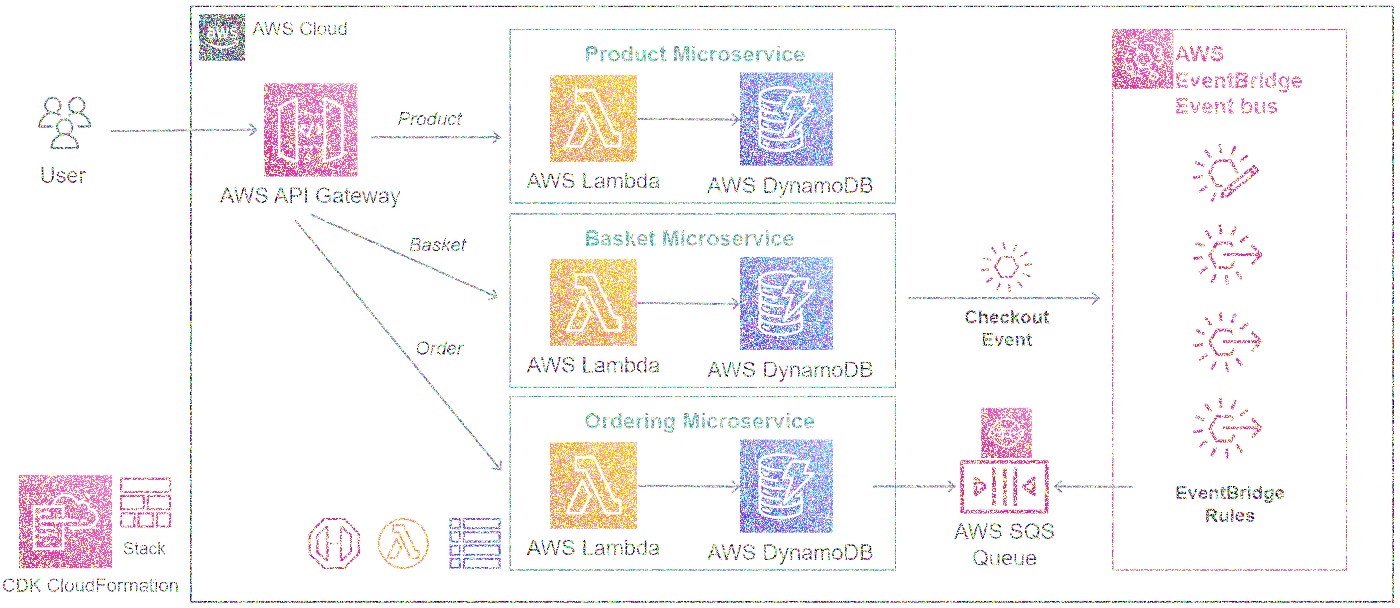 AWS
AWS Cloud
User
AWS API Gateway
Product
Basket
Order
Product Microservice
AWS Lambda
AWS DynamoDB
Basket Microservice
AWS Lambda
AWS DynamoDB
Ordering Microservice
AWS Lambda
AWS DynamoDB
Checkout
Event
AWS SQS
Queue
AWS
EventBridge
Event bus
EventBridge
Rules
Stack
CDK CloudFormation